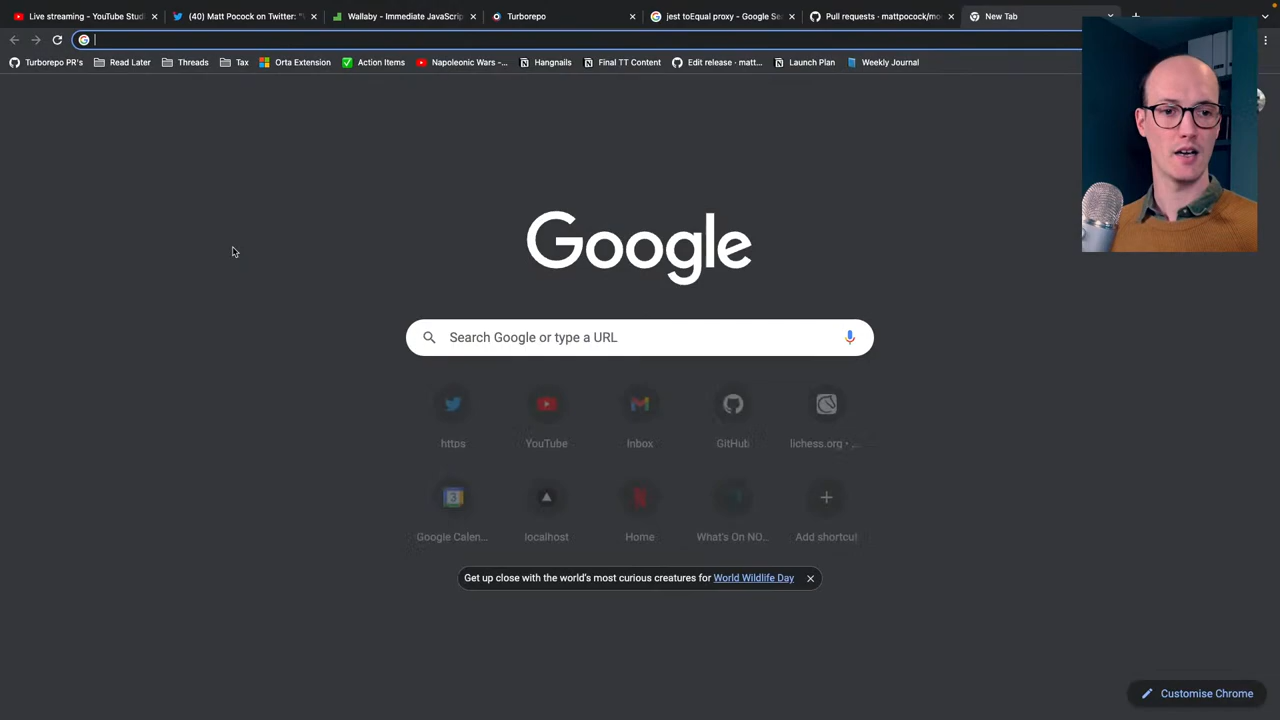 Live streaming - YouTube Stud
(40) Matt Pocock on Twitter: "
Wallaby - Immediate JavaScrip
Turborepo
jest toEqual proxy - Google Se
Pull requests · mattpocock/mo
New Tab
Turborepo PR's
Read Later
Threads
Tax
Orta Extension
Action Items
Napoleonic Wars -...
Hangnails
Final TT Content
Edit release · matt...
Launch Plan
Weekly Journal
Google
Search Google or type a URL
https
YouTube
Inbox
GitHub
lichess.org • ...
3
Google Calen...
localhost
Home
What's On NO...
Add shortcut
Get up close with the world's most curious creatures for World Wildlife Day
Customise Chrome